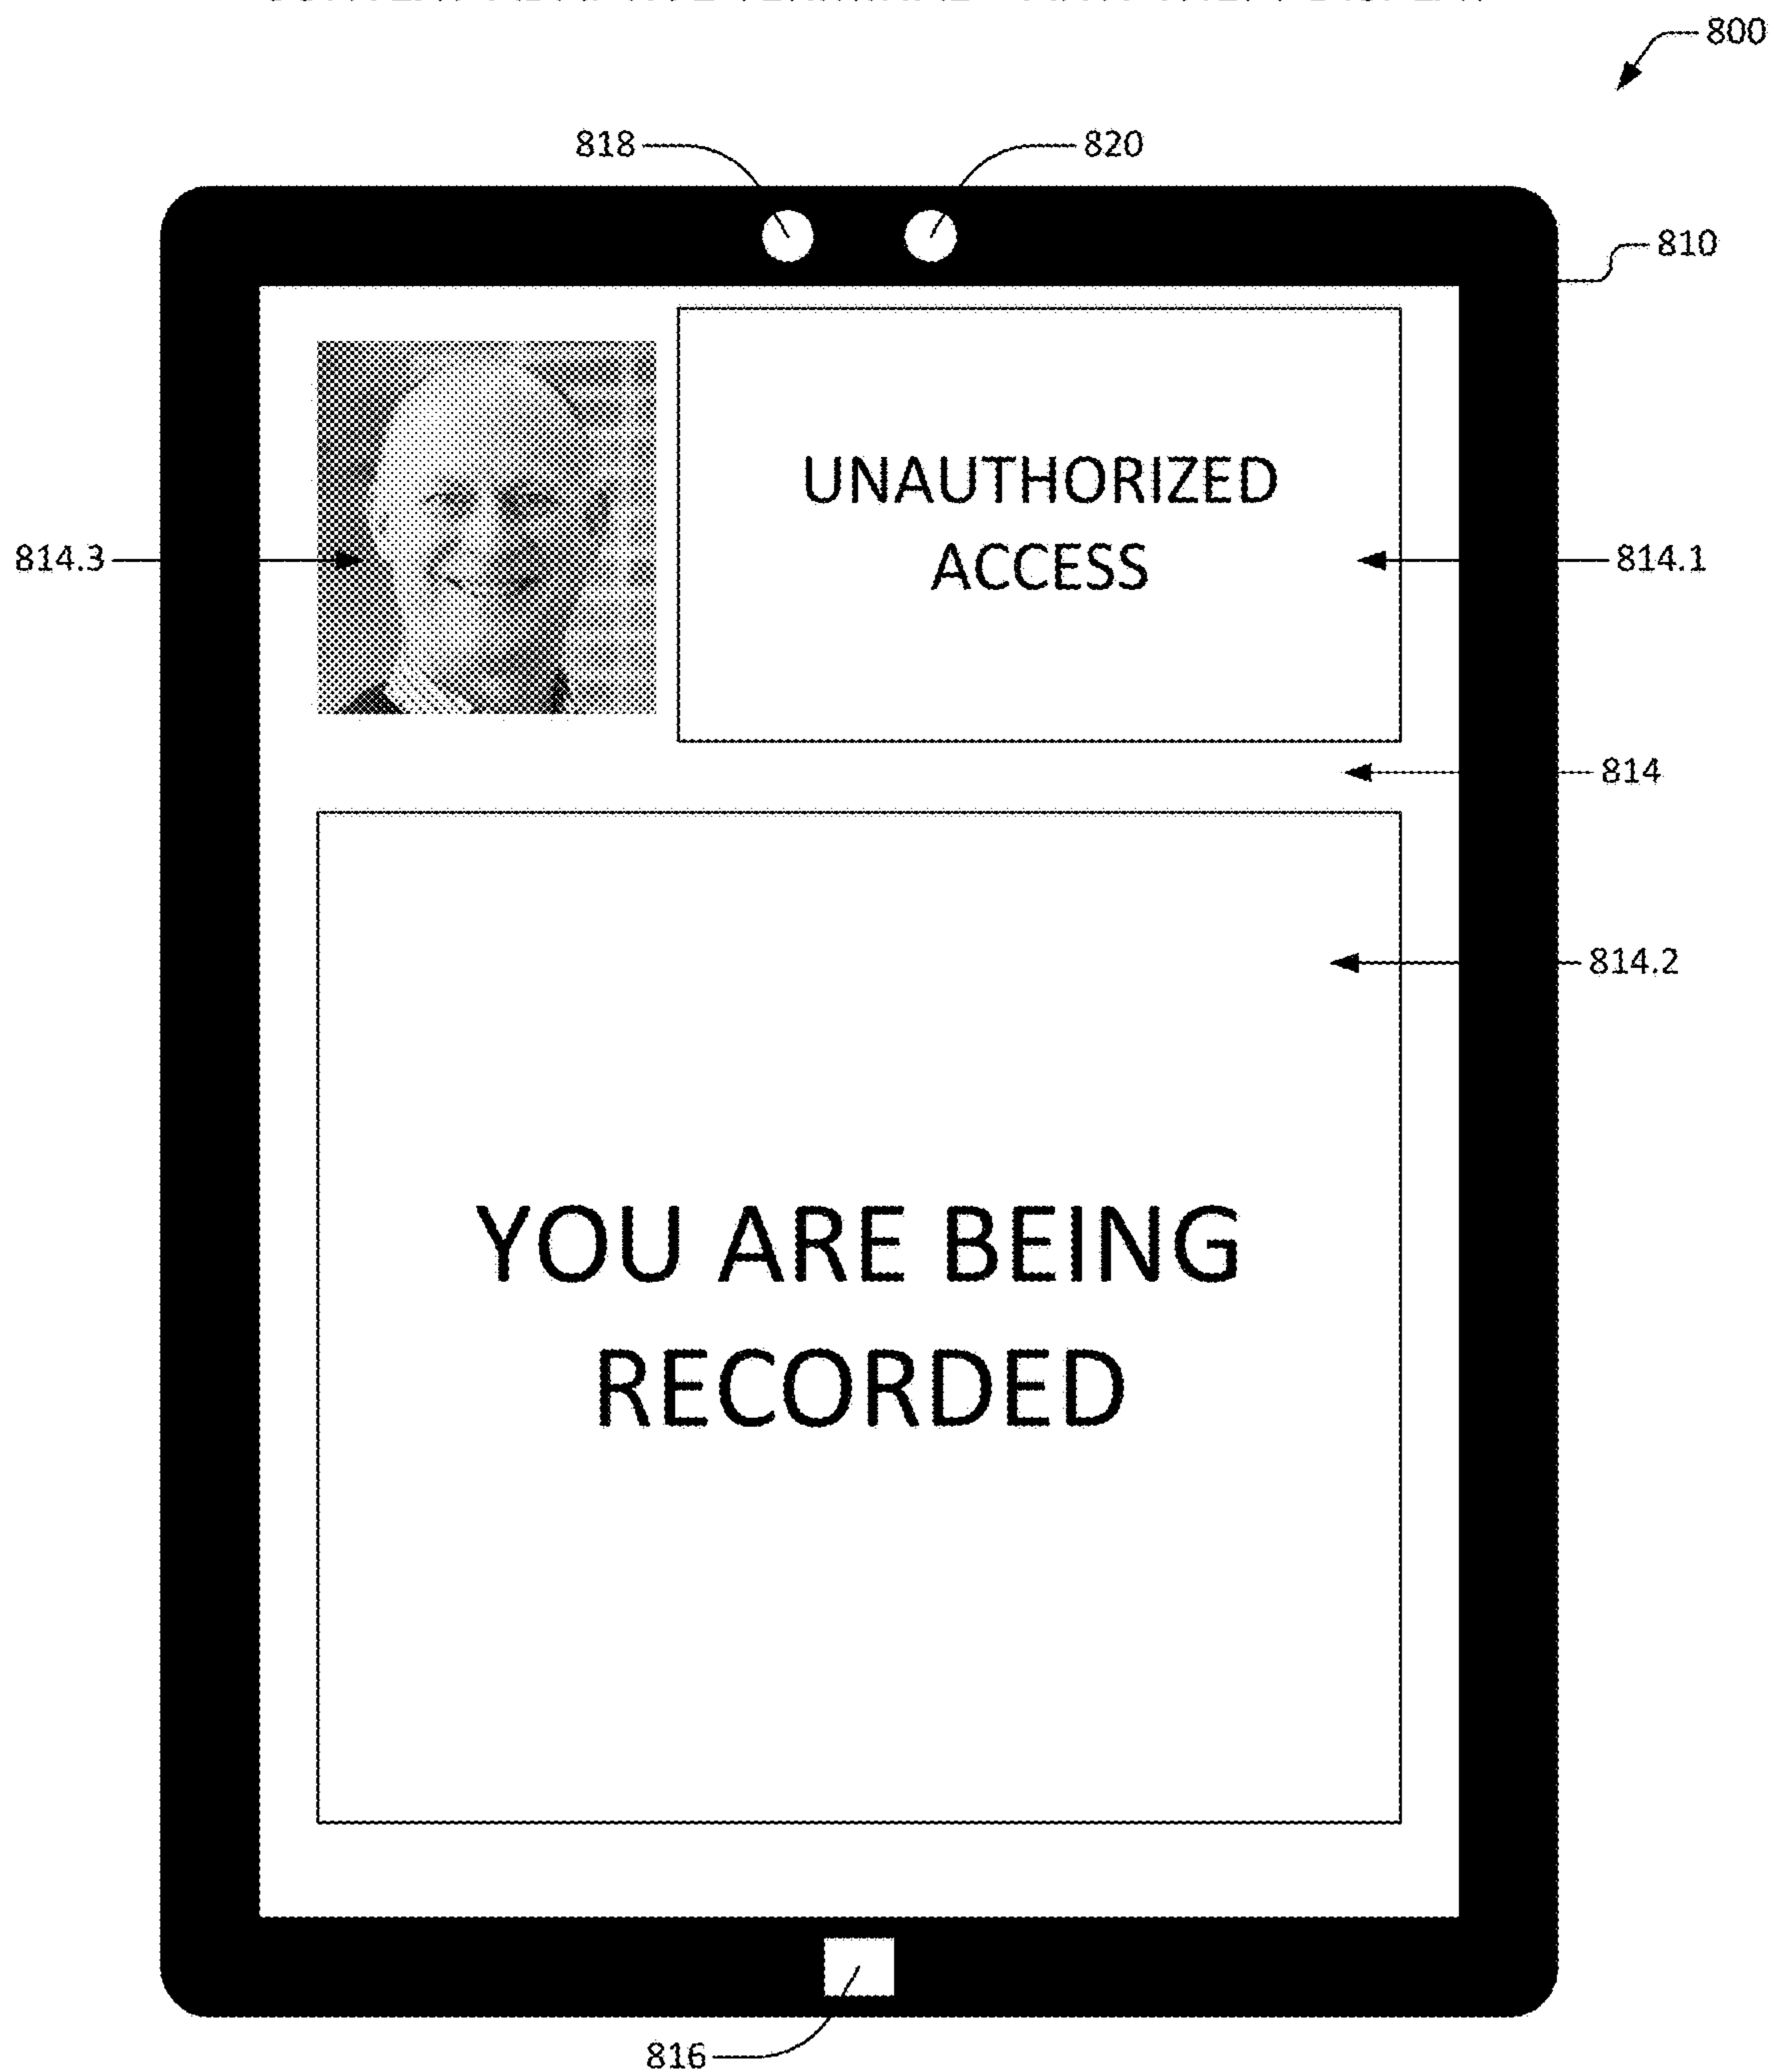 800
818
820
810
UNAUTHORIZED
ACCESS
814.3
814.1
814
814.2
YOU ARE BEING
RECORDED
816